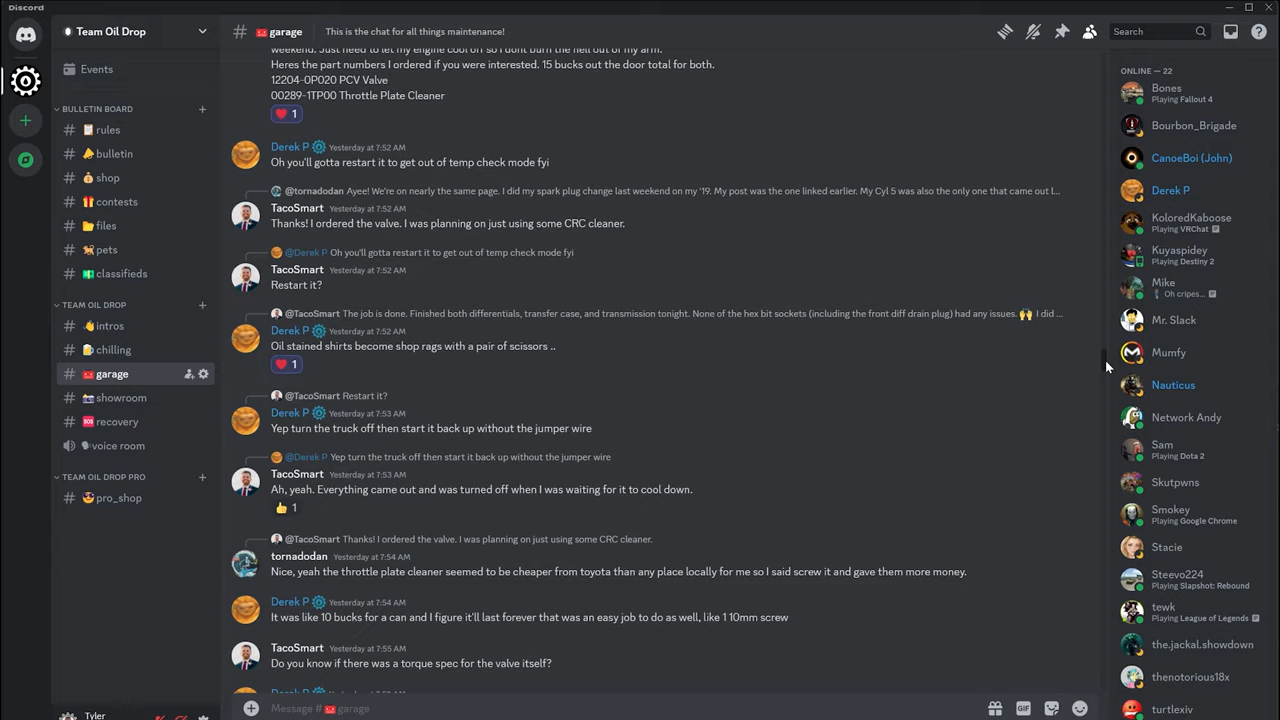 Discord
Team Oil Drop
Events
BULLETIN BOARD
# rules
# bulletin
# shop
# contests
# files
# pets
# classifieds
TEAM OIL DROP
# intros
# chilling
# garage
# showroom
# SOS recovery
voice room
TEAM OIL DROP PRO
# pro_shop
Tyler
# garage
This is the chat for all things maintenance!
Search
weekend. Just need to let my engine cool off so I dont burn the hell out of my arm.
Heres the part numbers I ordered if you were interested. 15 bucks out the door total for both.
12204-0P020 PCV Valve
00289-1TP00 Throttle Plate Cleaner
1
Derek P Yesterday at 7:52 AM
Oh you'll gotta restart it to get out of temp check mode fyi
@tornadodan Ayee! We're on nearly the same page. I did my spark plug change last weekend on my '19. My post was the one linked earlier. My Cyl 5 was also the only one that came out l...
TacoSmart Yesterday at 7:52 AM
Thanks! I ordered the valve. I was planning on just using some CRC cleaner.
@Derek P Oh you'll gotta restart it to get out of temp check mode fyi
TacoSmart Yesterday at 7:52 AM
Restart it?
@TacoSmart The job is done. Finished both differentials, transfer case, and transmission tonight. None of the hex bit sockets (including the front diff drain plug) had any issues. 🙌 I did ...
Derek P Yesterday at 7:52 AM
Oil stained shirts become shop rags with a pair of scissors ..
1
@TacoSmart Restart it?
Derek P Yesterday at 7:53 AM
Yep turn the truck off then start it back up without the jumper wire
@Derek P Yep turn the truck off then start it back up without the jumper wire
TacoSmart Yesterday at 7:53 AM
Ah, yeah. Everything came out and was turned off when I was waiting for it to cool down.
1
@TacoSmart Thanks! I ordered the valve. I was planning on just using some CRC cleaner.
tornadodan Yesterday at 7:54 AM
Nice, yeah the throttle plate cleaner seemed to be cheaper from toyota than any place locally for me so I said screw it and gave them more money.
Derek P Yesterday at 7:54 AM
It was like 10 bucks for a can and I figure it'll last forever that was an easy job to do as well, like 1 10mm screw
TacoSmart Yesterday at 7:55 AM
Do you know if there was a torque spec for the valve itself?
Derek P
Message # garage
GIF
ONLINE — 22
Bones
Playing Fallout 4
Bourbon_Brigade
CanoeBoi (John)
Derek P
KoloredKaboose
Playing VRChat
Kuyaspidey
Playing Destiny 2
Mike
Oh cripes...
Mr. Slack
Mumfy
Nauticus
Network Andy
Sam
Playing Dota 2
Skutpwns
Smokey
Playing Google Chrome
Stacie
Steevo224
Playing Slapshot: Rebound
tewk
Playing League of Legends
the.jackal.showdown
thenotorious18x
turtlexiv